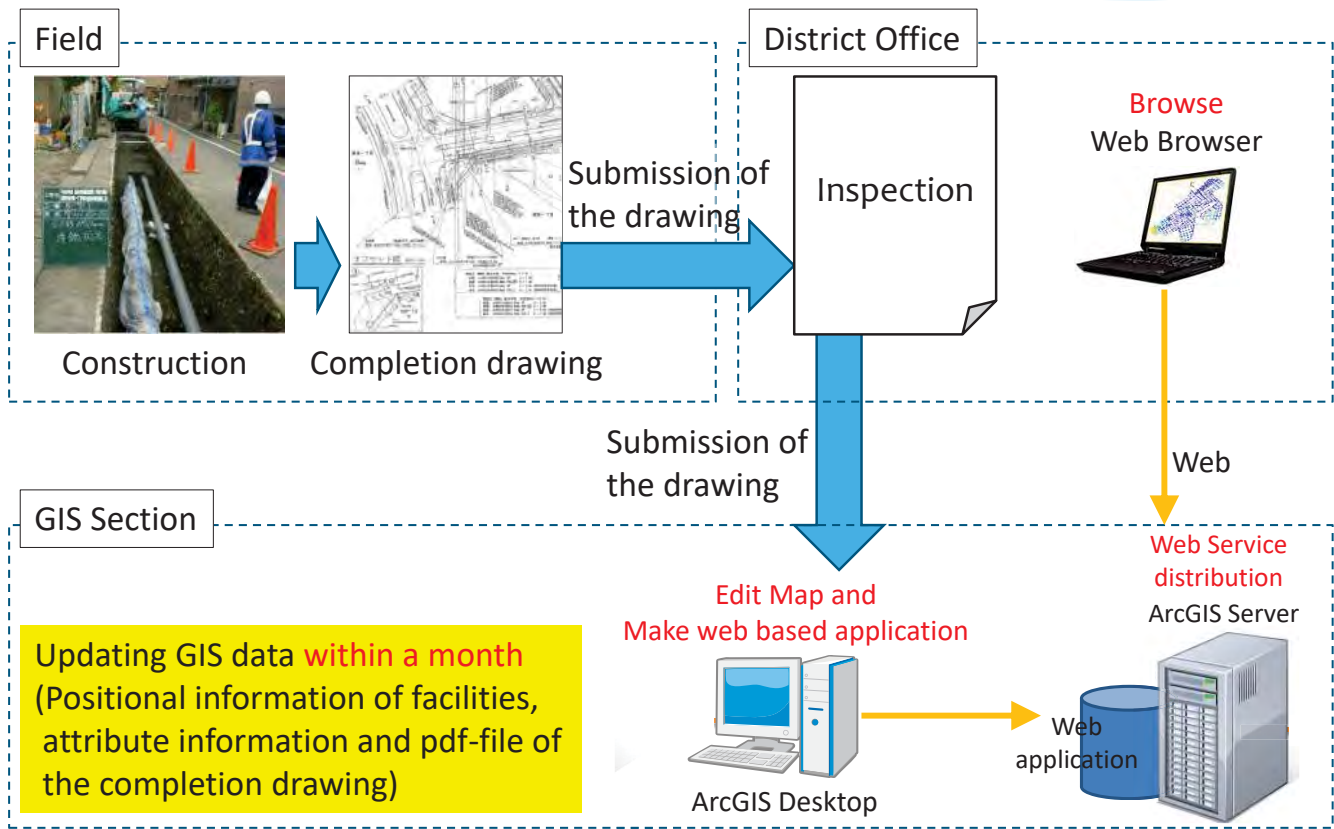 Field
Construction
Completion drawing
Submission of
the drawing
District Office
Inspection
Browse
Web Browser
Submission of
the drawing
Web
GIS Section
Updating GIS data within a month
(Positional information of facilities,
attribute information and pdf-file of
the completion drawing)
Edit Map and
Make web based application
ArcGIS Desktop
Web Service
distribution
ArcGIS Server
Web
application